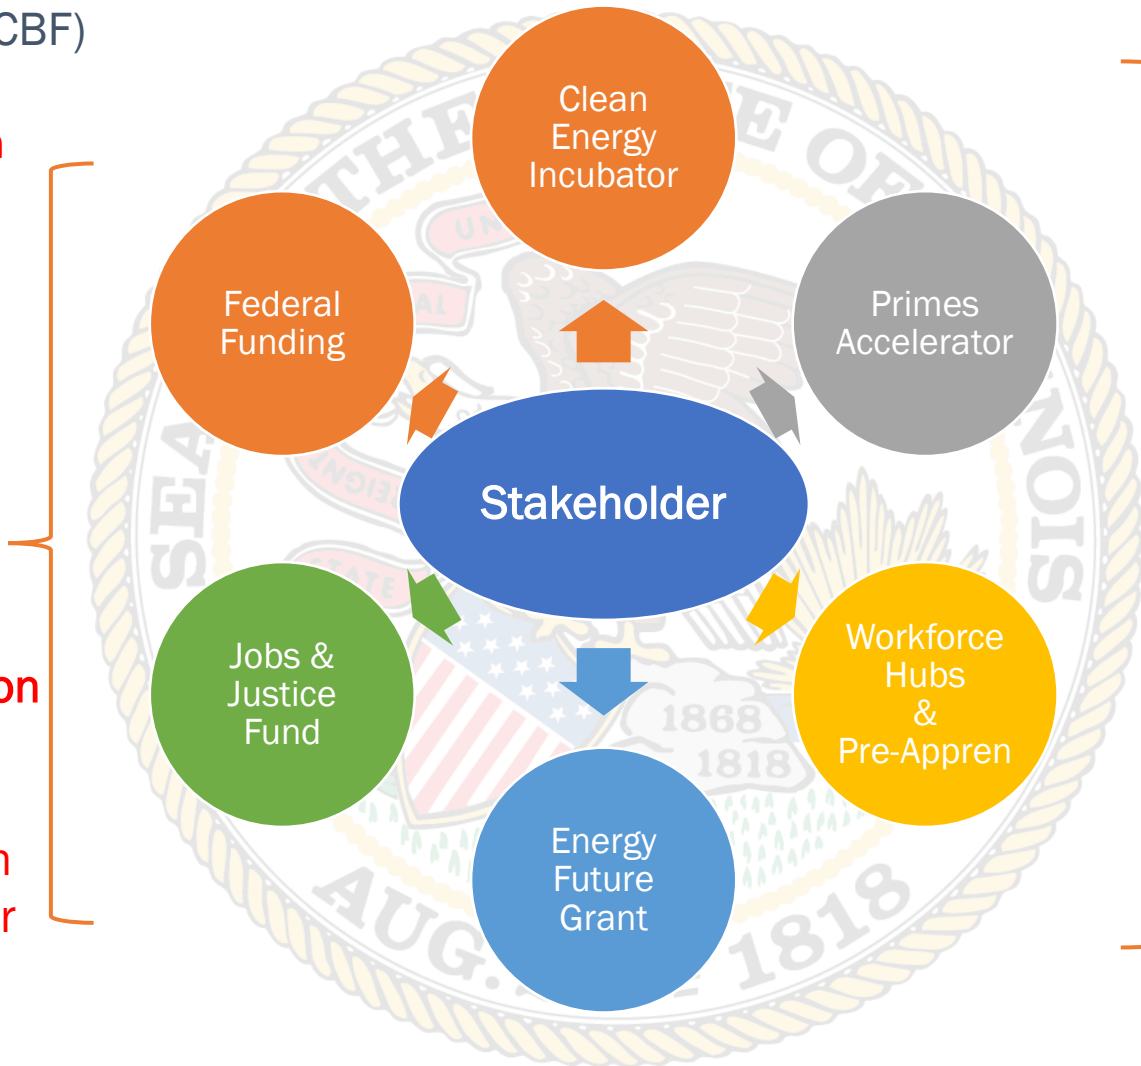 CBF)
Clean
Energy
Incubator
Federal
Funding
Primes
Accelerator
Stakeholder
Jobs &
Justice
Fund
Workforce
Hubs
&
Pre-Appren
Energy
Future
Grant
on
1868
1818
AUG.
1818